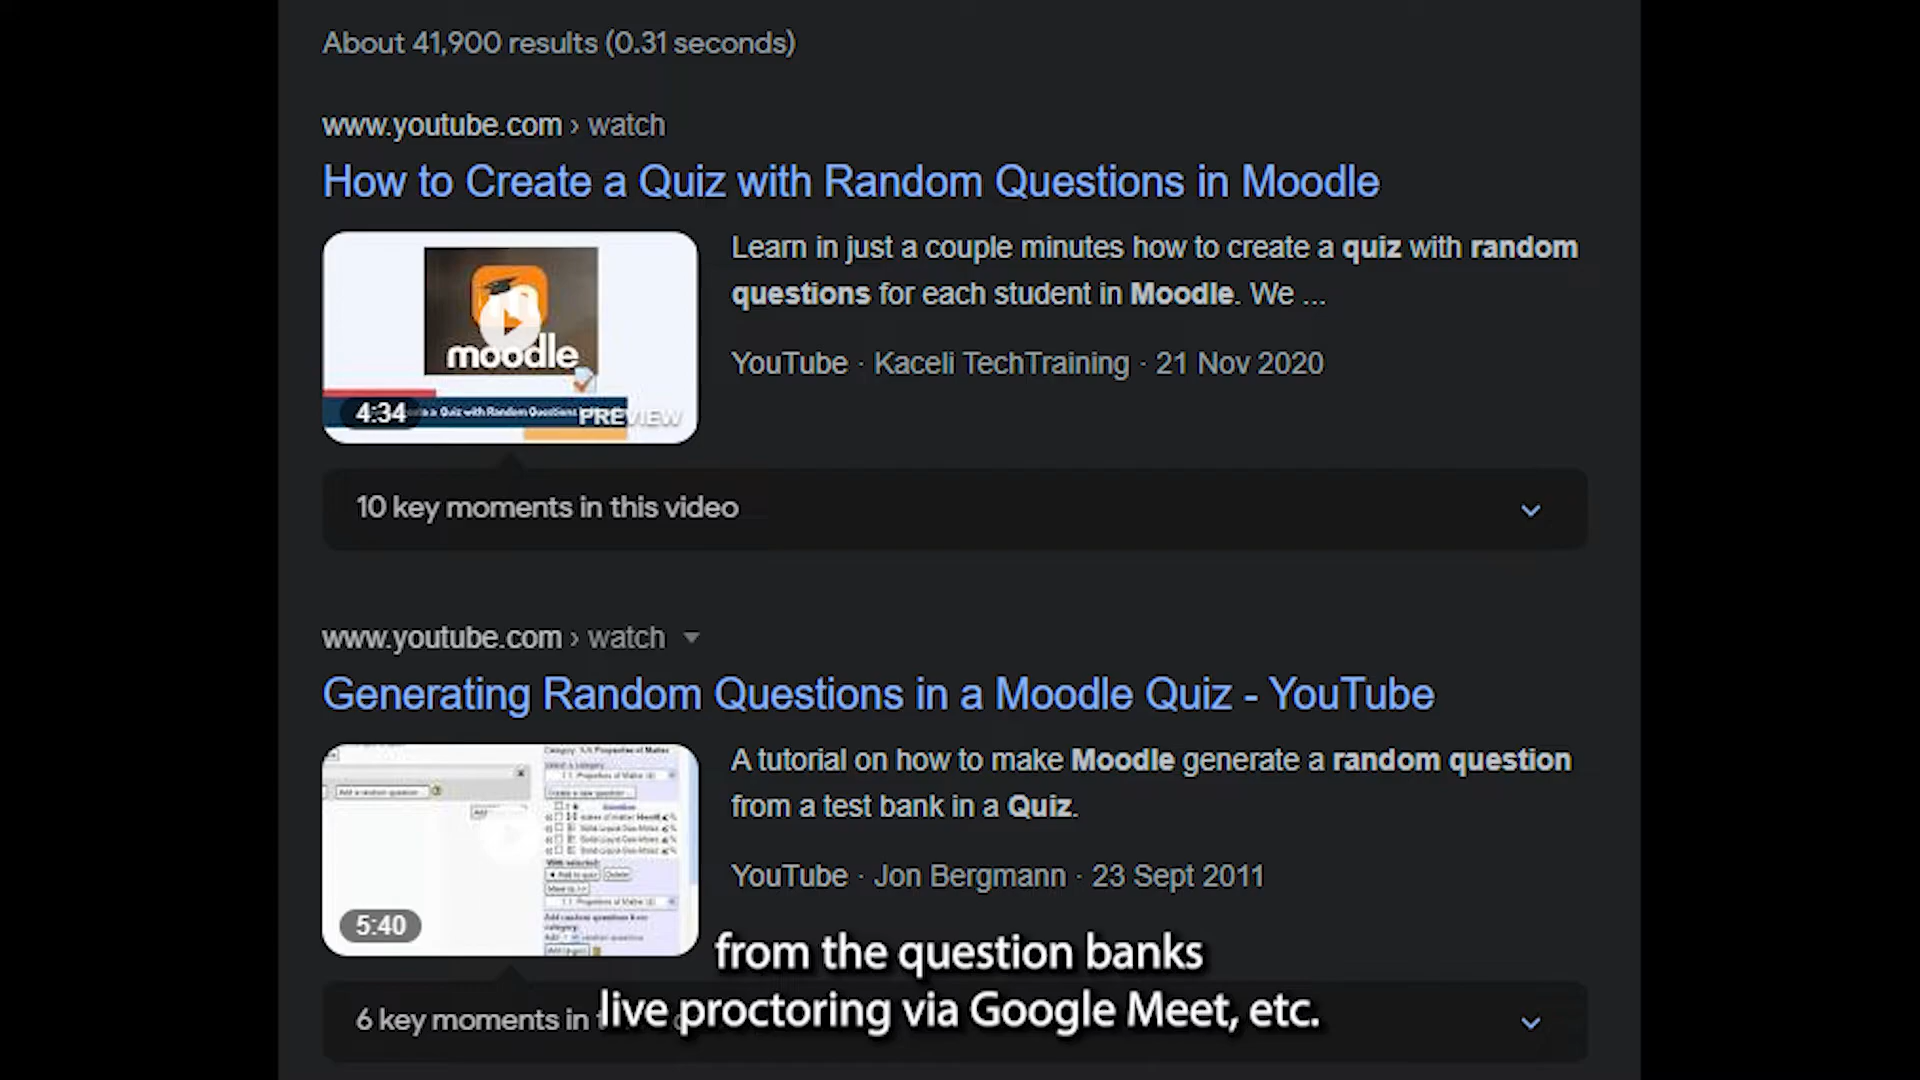 About 41,900 results (0.31 seconds)
www.youtube.com › watch
How to Create a Quiz with Random Questions in Moodle
moodle
4:34
a Quiz with Random Questions
PREVIEW
Learn in just a couple minutes how to create a quiz with random
questions for each student in Moodle. We ...
YouTube · Kaceli TechTraining · 21 Nov 2020
10 key moments in this video
www.youtube.com › watch
Generating Random Questions in a Moodle Quiz - YouTube
5:40
A tutorial on how to make Moodle generate a random question
from a test bank in a Quiz.
YouTube · Jon Bergmann · 23 Sept 2011
6 key moments in
from the question banks
live proctoring via Google Meet, etc.